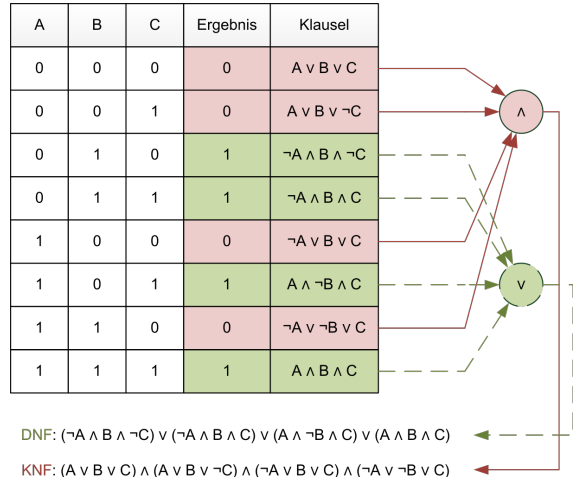 A B C Ergebnis Klausel
0 0 0 0 A ∨ B ∨ C
0 0 1 0 A ∨ B ∨ ¬C
∧
0 1 0 1 ¬A ∧ B ∧ ¬C
0 1 1 1 ¬A ∧ B ∧ C
1 0 0 0 ¬A ∨ B ∨ C
1 0 1 1 A ∧ ¬B ∧ C
∨
1 1 0 0 ¬A ∨ ¬B ∨ C
1 1 1 1 A ∧ B ∧ C
DNF: (¬A ∧ B ∧ ¬C) ∨ (¬A ∧ B ∧ C) ∨ (A ∧ ¬B ∧ C) ∨ (A ∧ B ∧ C)
KNF: (A ∨ B ∨ C) ∧ (A ∨ B ∨ ¬C) ∧ (¬A ∨ B ∨ C) ∧ (¬A ∨ ¬B ∨ C)